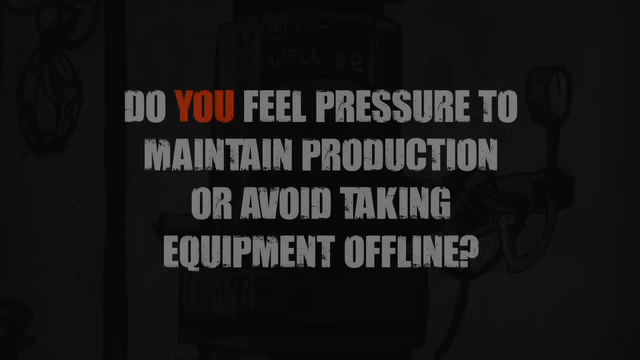 DO YOU FEEL PRESSURE TO
MAINTAIN PRODUCTION
OR AVOID TAKING
EQUIPMENT OFFLINE?